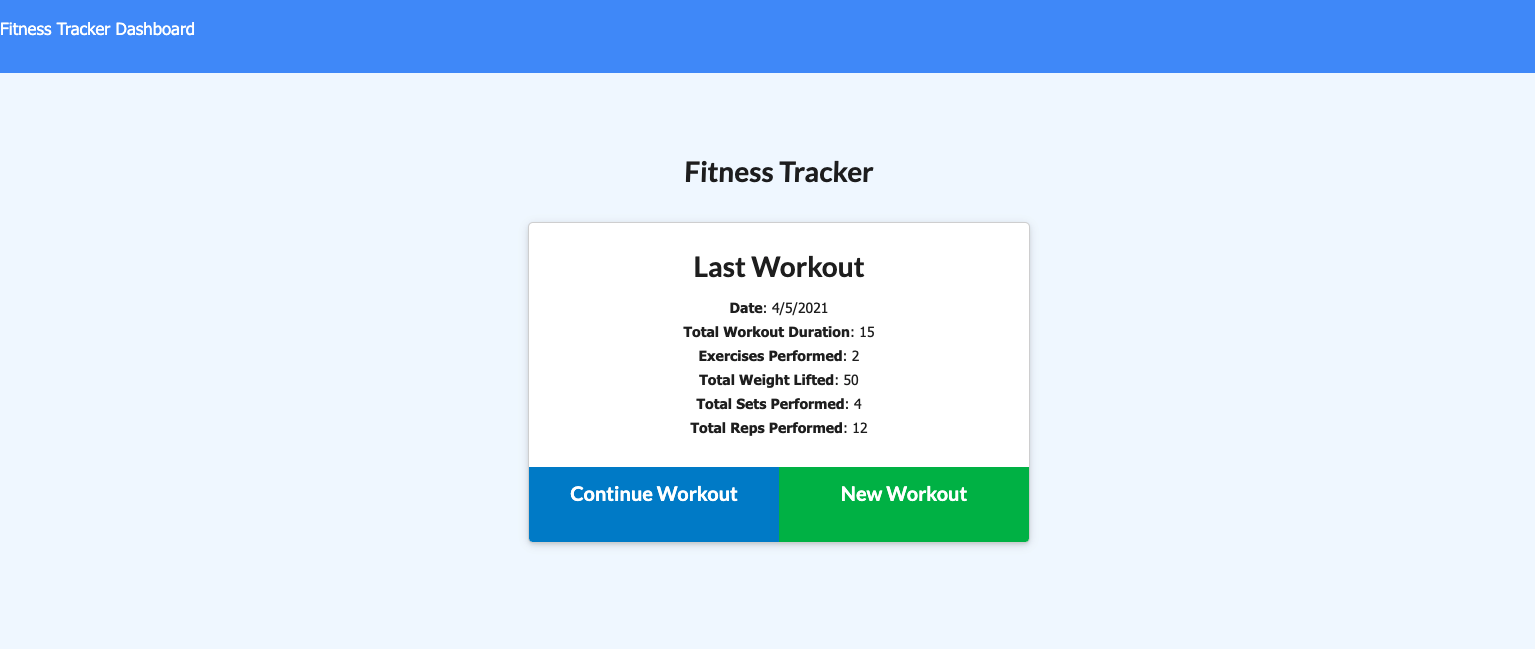 Fitness Tracker Dashboard
Fitness Tracker
Last Workout
Date: 4/5/2021
Total Workout Duration: 15
Exercises Performed: 2
Total Weight Lifted: 50
Total Sets Performed: 4
Total Reps Performed: 12
Continue Workout
New Workout